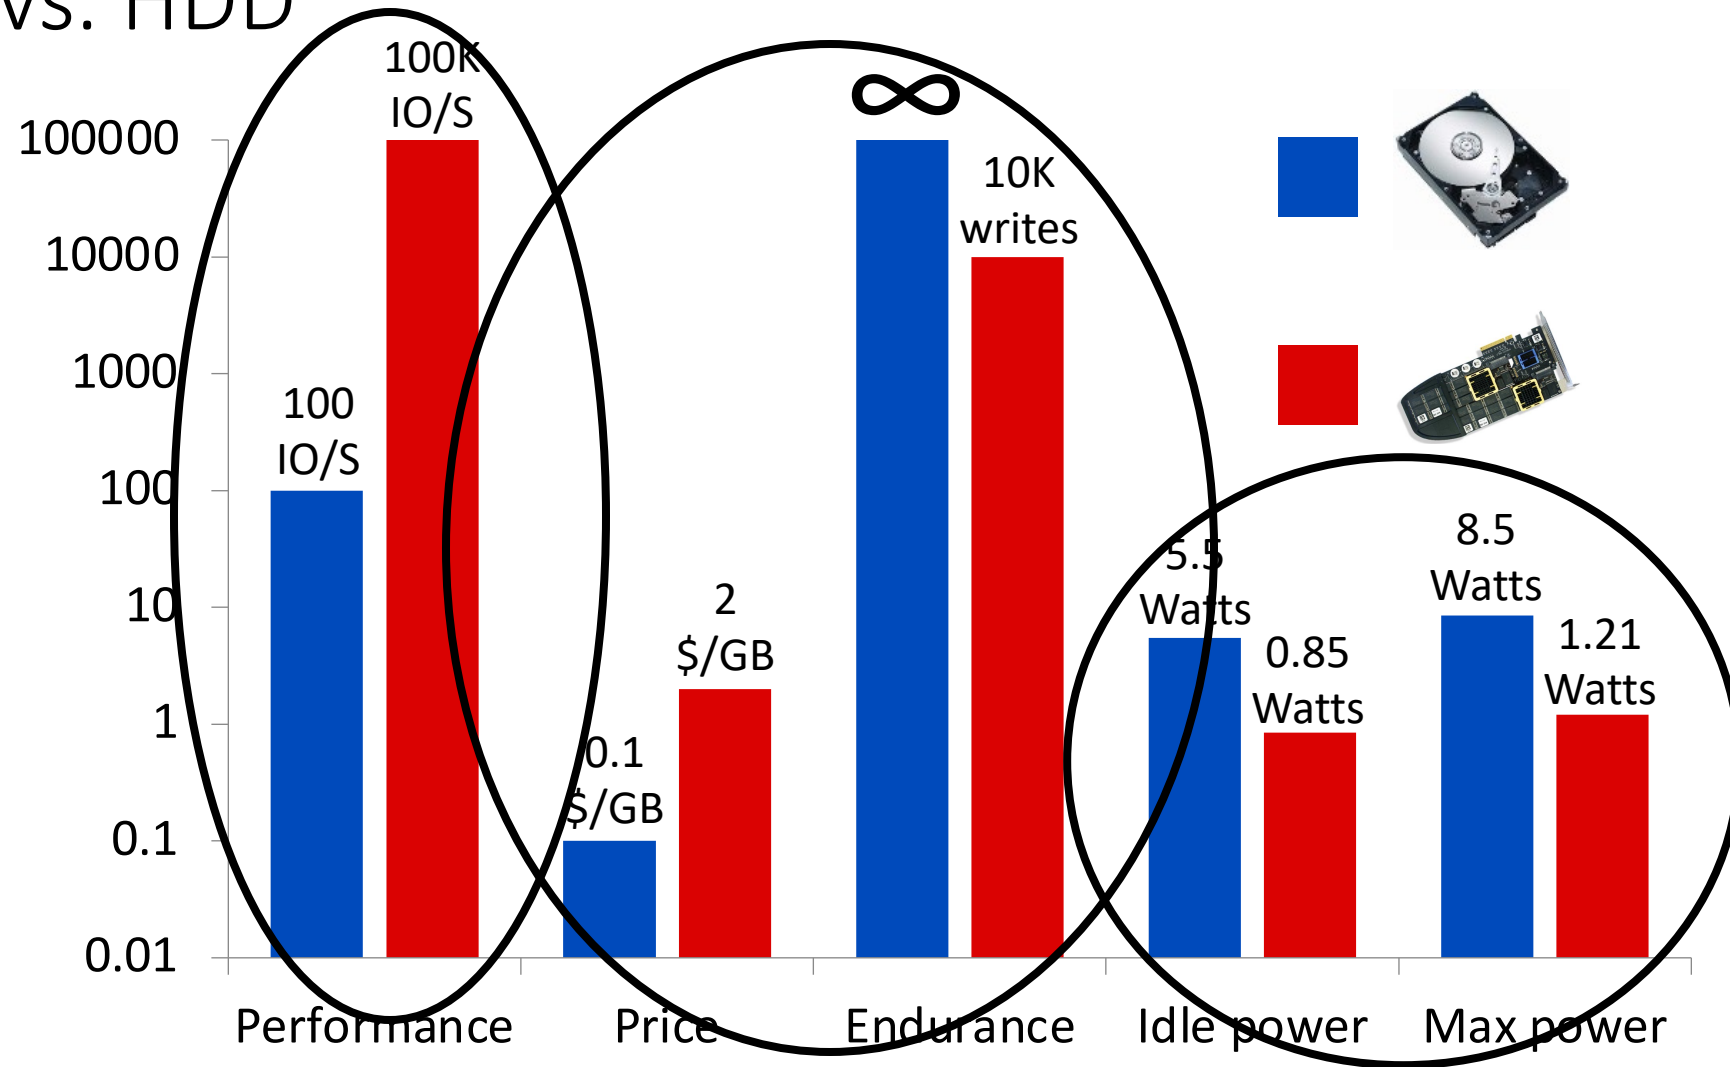 vs. HDD
100K
IO/S
∞
10K
writes
100
IO/S
5.5
Watts
8.5
Watts
2
$/GB
0.85
Watts
1.21
Watts
0.1
$/GB
100000
10000
1000
100
10
1
0.1
0.01
Performance
Price
Endurance
Idle power
Max power